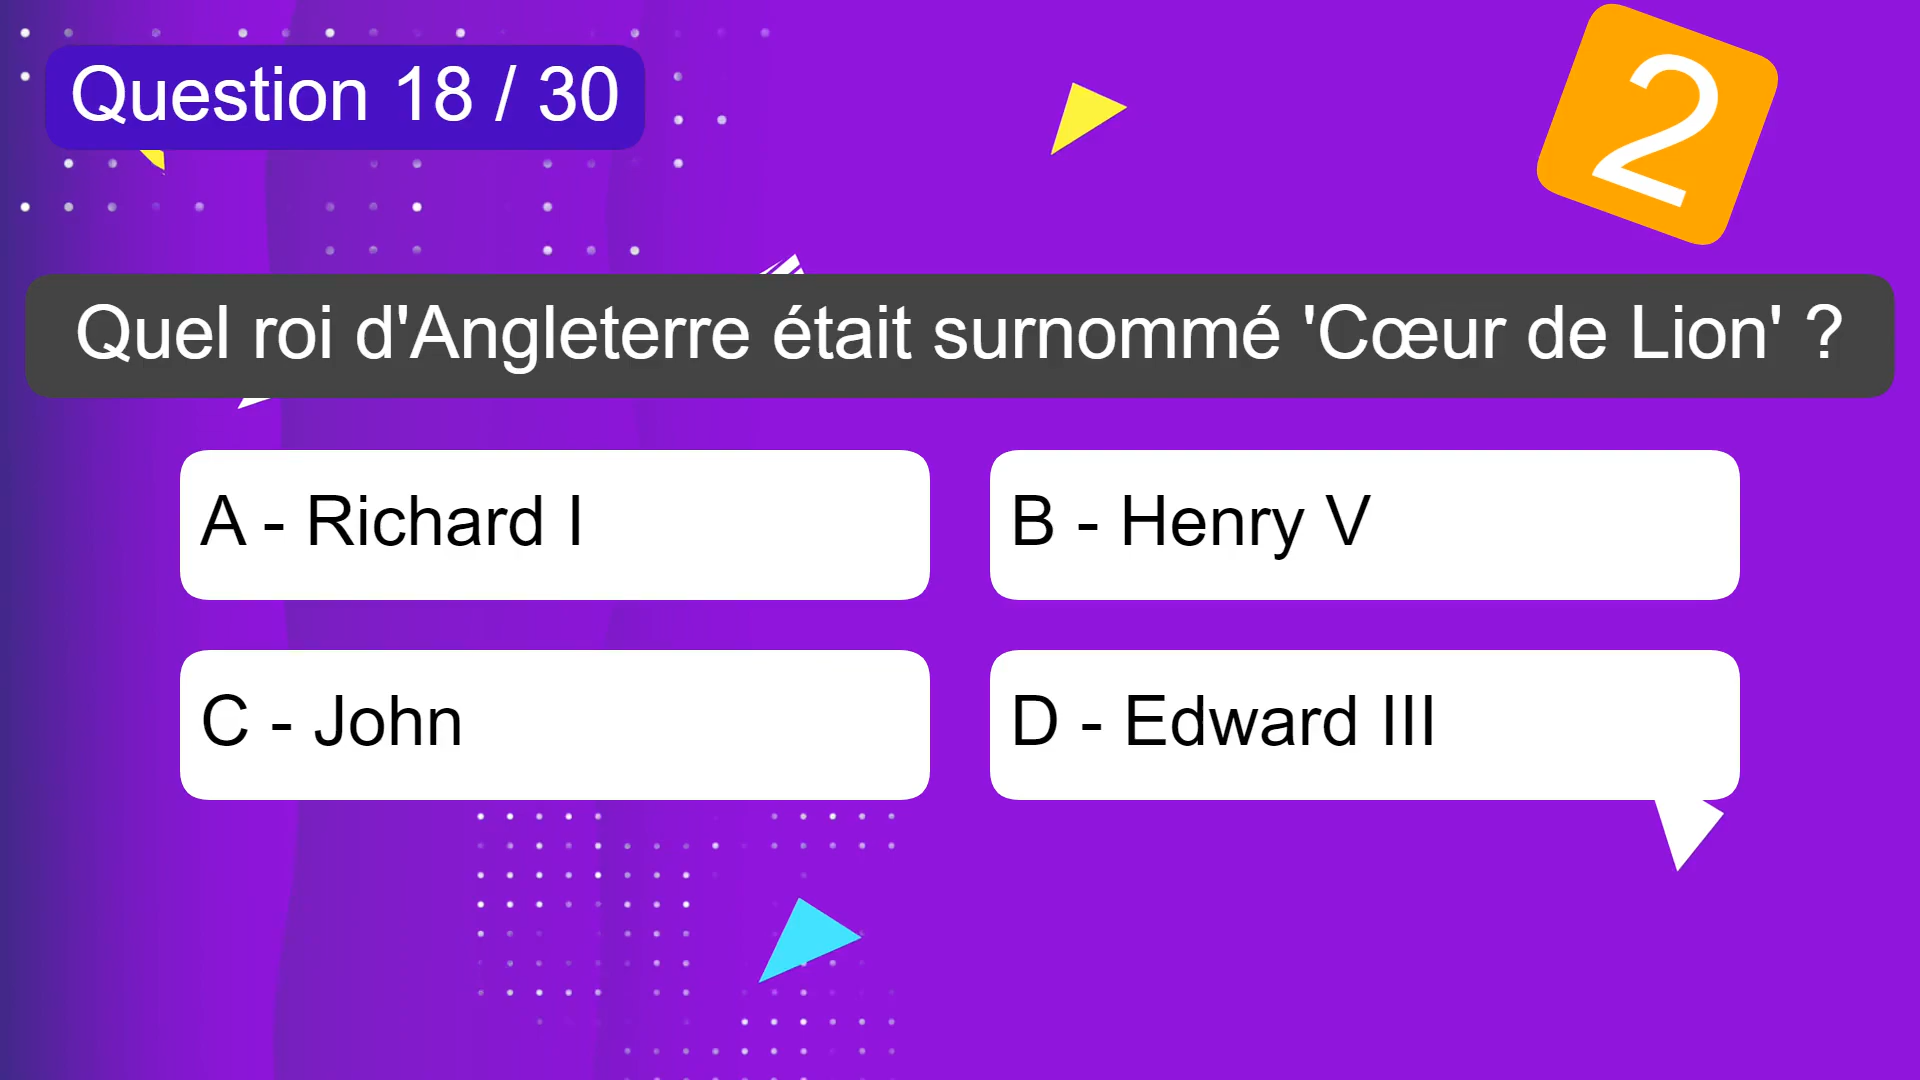 Question 18 / 30
2
Quel roi d'Angleterre était surnommé 'Cœur de Lion' ?
A - Richard I
B - Henry V
C - John
D - Edward III